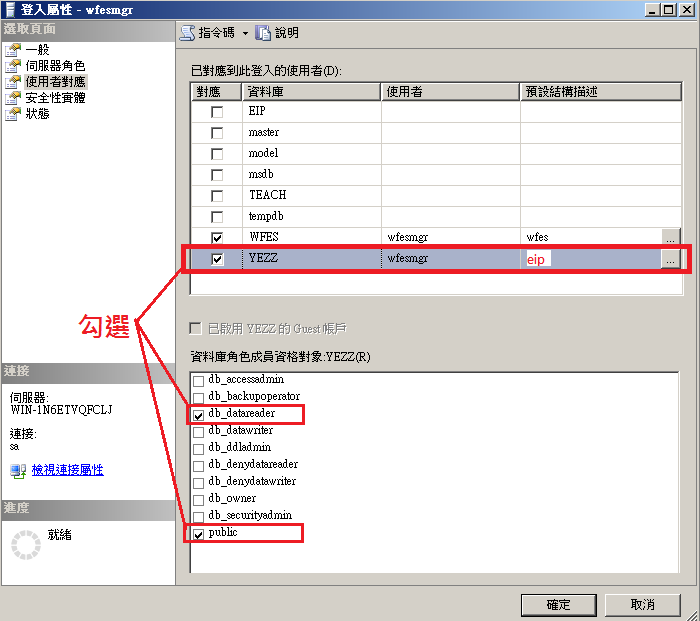 登入屬性 - wfesmgr
選取頁面
一般
伺服器角色
使用者對應
安全性實體
狀態
指令碼 說明
已對應到此登入的使用者(D):
對應 資料庫 使用者 預設結構描述
EIP
master
model
msdb
TEACH
tempdb
WFES wfesmgr wfes ...
YEZZ wfesmgr eip ...
勾選
已啟用 YEZZ 的 Guest 帳戶
資料庫角色成員資格對象:YEZZ(R)
db_accessadmin
db_backupoperator
db_datareader
db_datawriter
db_ddladmin
db_denydatareader
db_denydatawriter
db_owner
db_securityadmin
public
連接
伺服器:
WIN-1N6ETVQFCLJ
連接:
sa
檢視連接屬性
進度
就緒
確定 取消